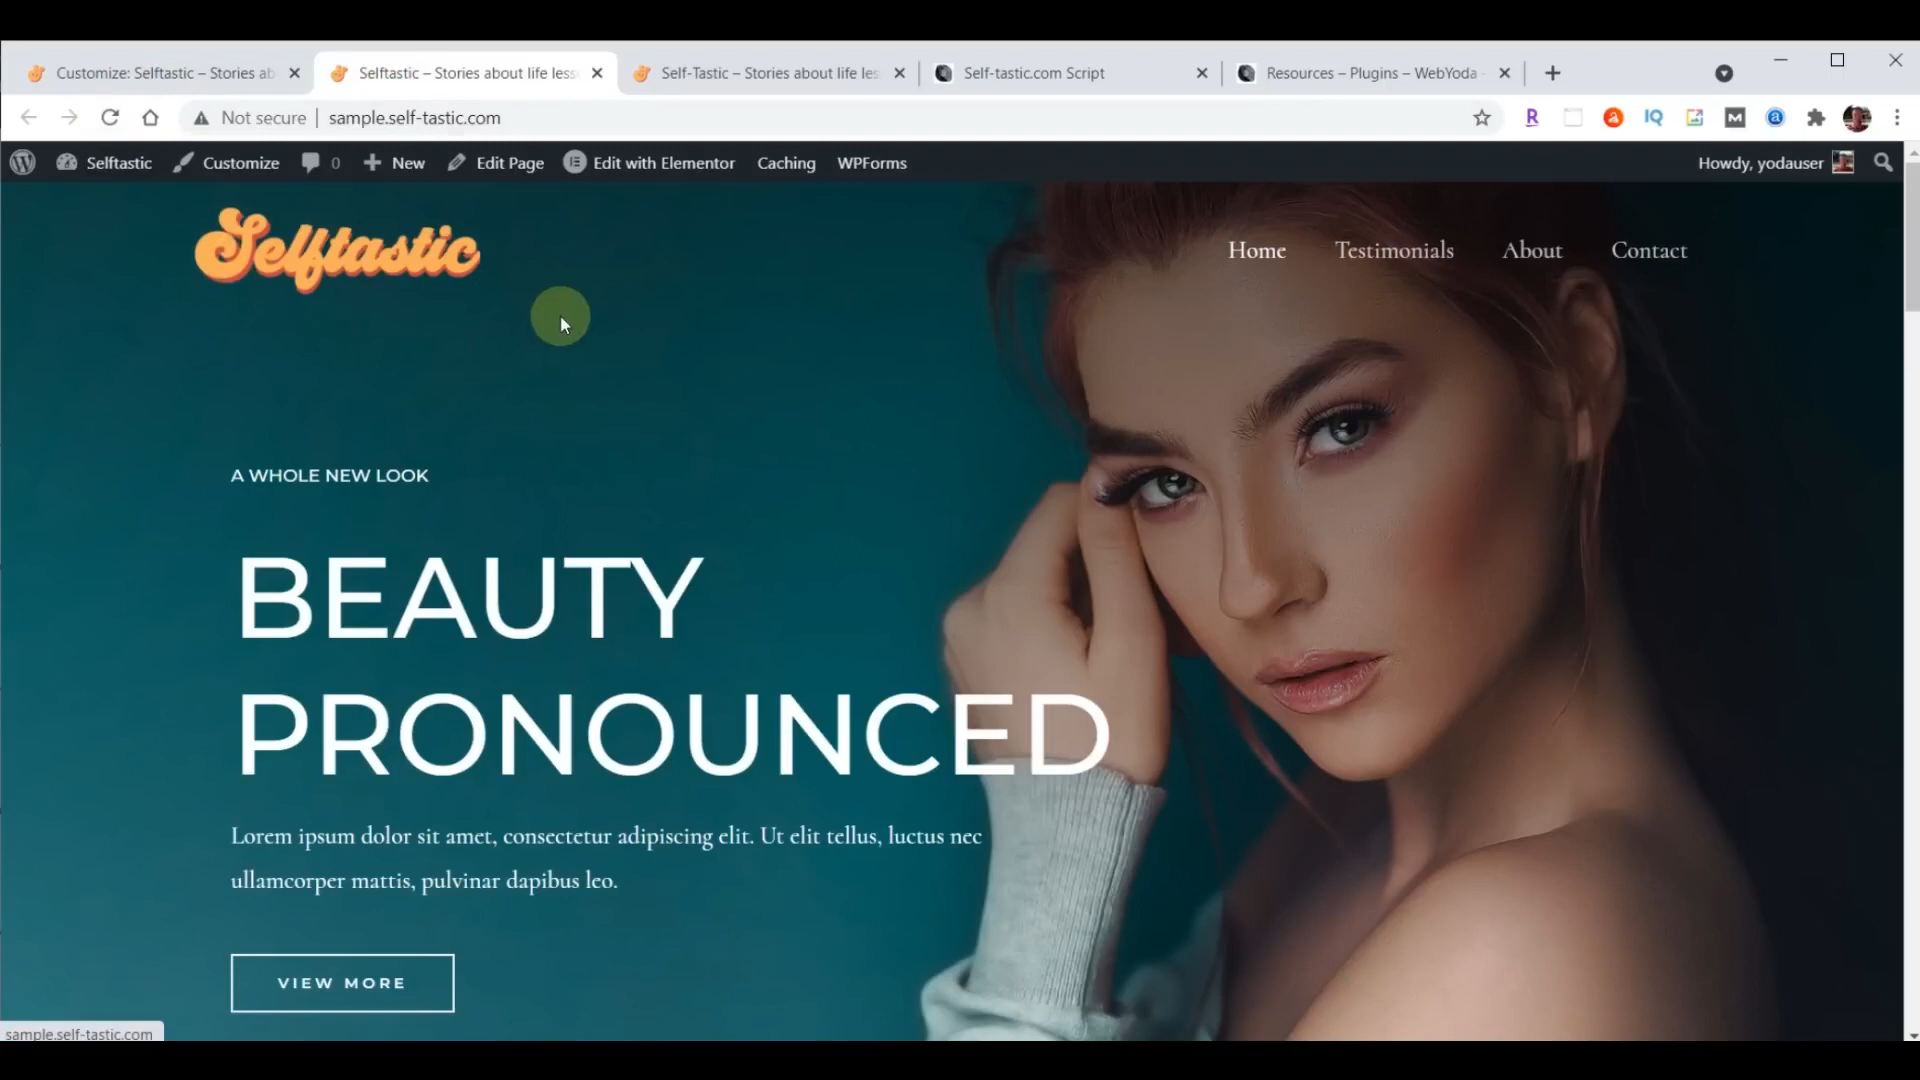 Customize: Selftastic – Stories ab
Selftastic – Stories about life less
Self-Tastic – Stories about life les
Self-tastic.com Script
Resources – Plugins – WebYoda -
Not secure
sample.self-tastic.com
R
IQ
M
a
Selftastic
Customize
0
New
Edit Page
Edit with Elementor
Caching
WPForms
Howdy, yodauser
Selftastic
Home
Testimonials
About
Contact
A WHOLE NEW LOOK
BEAUTY
PRONOUNCED
Lorem ipsum dolor sit amet, consectetur adipiscing elit. Ut elit tellus, luctus nec
ullamcorper mattis, pulvinar dapibus leo.
VIEW MORE
sample.self-tastic.com